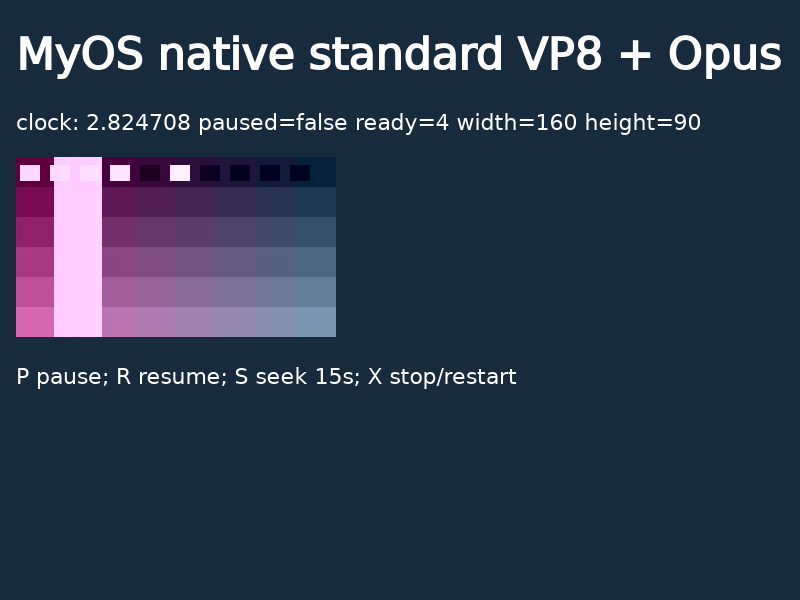 MyOS native standard VP8 + Opus
clock: 2.824708 paused=false ready=4 width=160 height=90
P pause; R resume; S seek 15s; X stop/restart